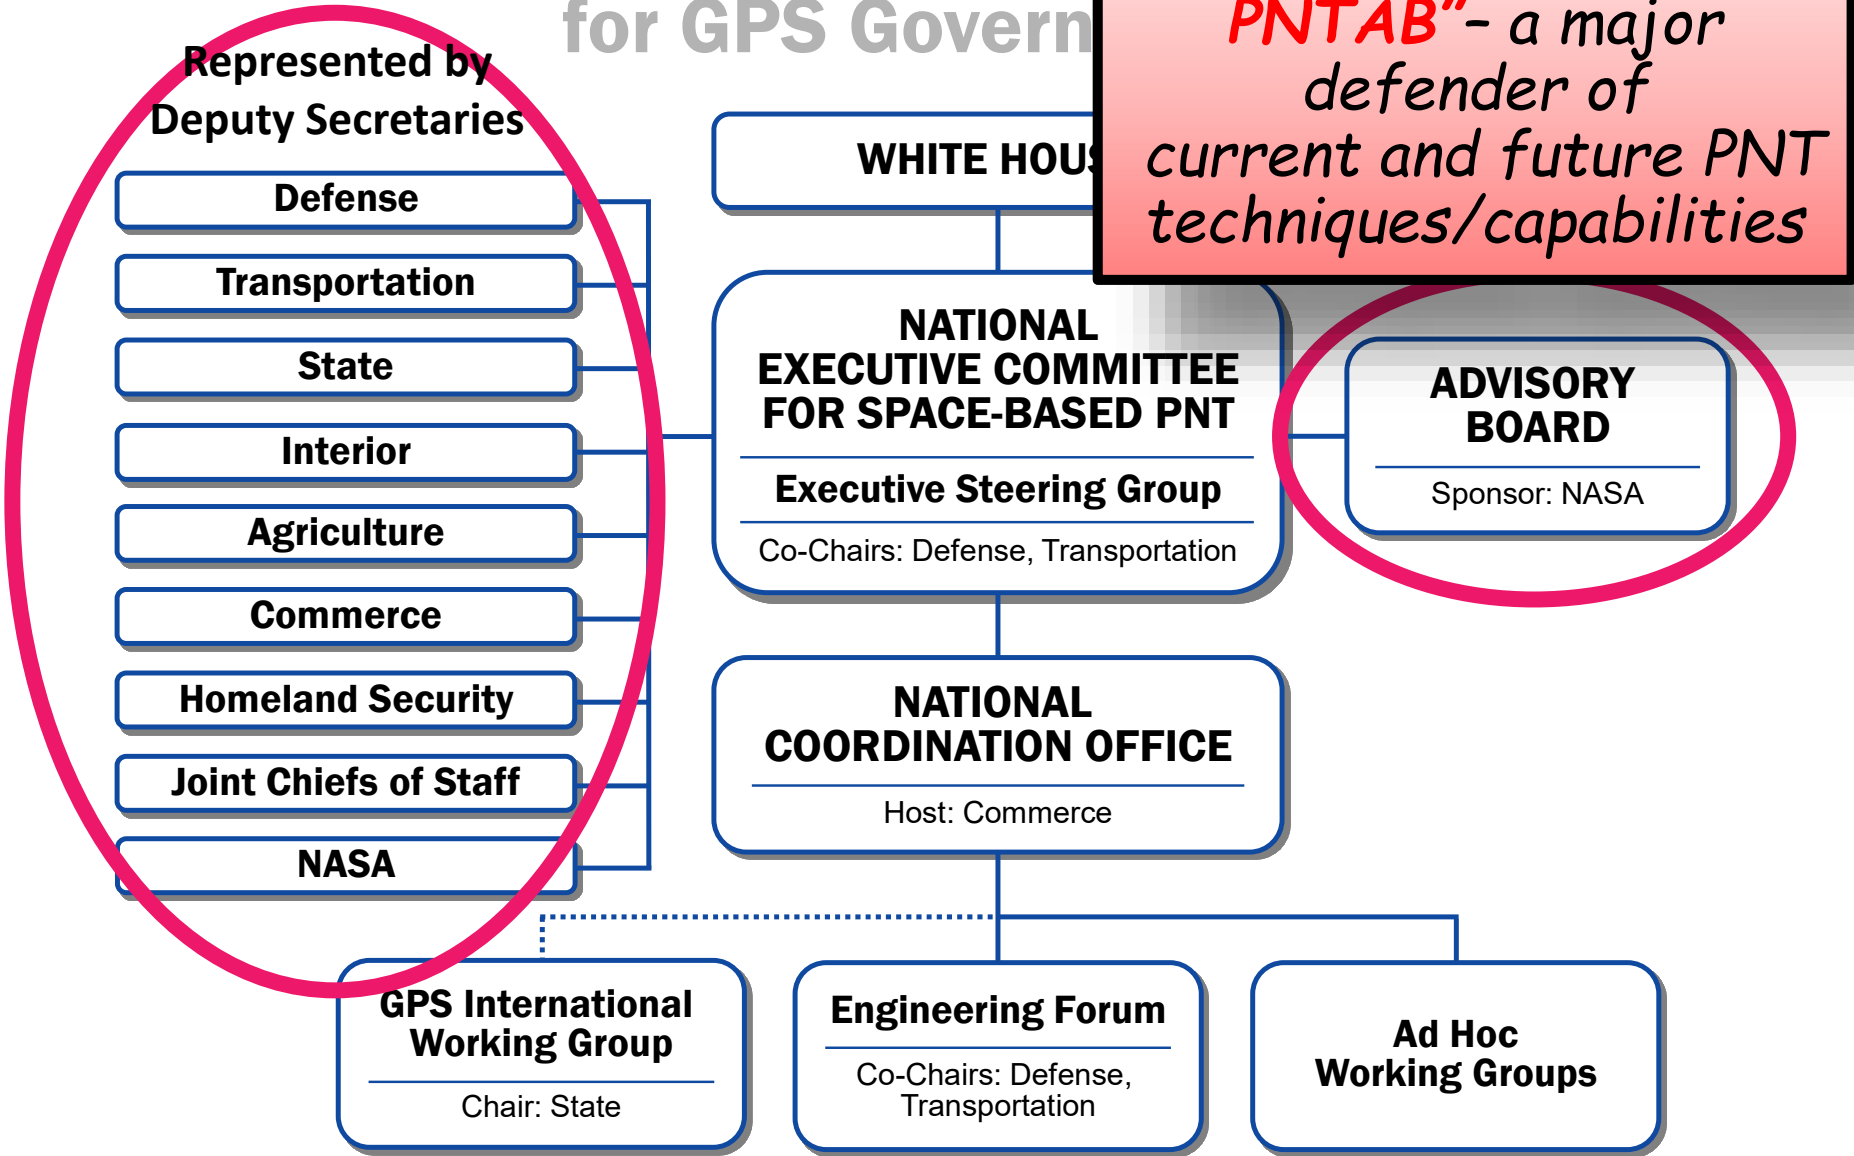 for GPS Govern
PNTAB”– a major
defender of
current and future PNT
techniques/capabilities
Represented by
Deputy Secretaries
Defense
Transportation
State
Interior
Agriculture
Commerce
Homeland Security
Joint Chiefs of Staff
NASA
WHITE HOUS
NATIONAL
EXECUTIVE COMMITTEE
FOR SPACE-BASED PNT
Executive Steering Group
Co-Chairs: Defense, Transportation
ADVISORY
BOARD
Sponsor: NASA
NATIONAL
COORDINATION OFFICE
Host: Commerce
GPS International
Working Group
Chair: State
Engineering Forum
Co-Chairs: Defense,
Transportation
Ad Hoc
Working Groups